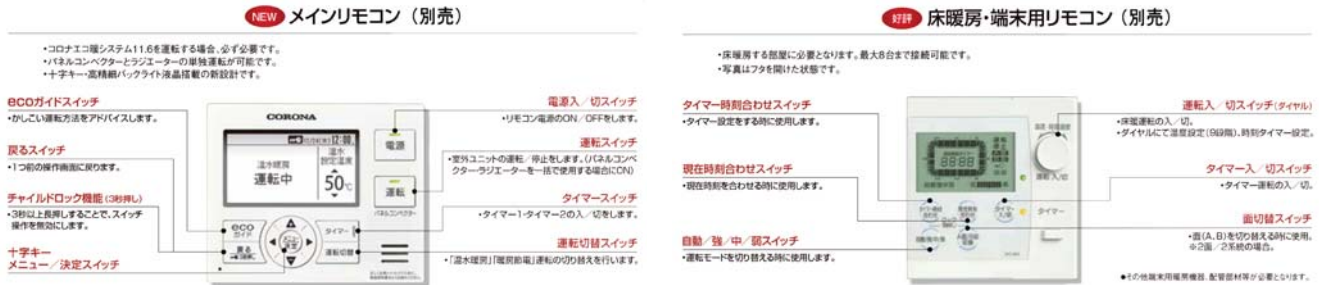 NEW メインリモコン（別売）
・コロナエコ暖システム11.6を運転する場合、必ず必要です。
・パネルコンベクターとラジエーターの単独運転が可能です。
・十字キー・高精細バックライト液晶搭載の新設計です。
ecoガイドスイッチ
・かしこい運転方法をアドバイスします。
戻るスイッチ
・1つ前の操作画面に戻ります。
チャイルドロック機能(3秒押し)
・3秒以上長押しすることで、スイッチ
操作を無効にします。
十字キー
メニュー／決定スイッチ
CORONA
12:00
温水暖房
運転中
温水
設定温度
50℃
電源
運転
パネルコンベクター
eco
ガイド
戻る
タイマー
運転切替
電源入／切スイッチ
・リモコン電源のON／OFFをします。
運転スイッチ
・室外ユニットの運転／停止をします。(パネルコンベ
クター・ラジエーターを一括で使用する場合にON)
タイマースイッチ
・タイマー1・タイマー2の入／切をします。
運転切替スイッチ
・「温水暖房」「暖房節電」運転の切り替えを行います。
好評 床暖房・端末用リモコン（別売）
・床暖房する部屋に必要となります。最大8台まで接続可能です。
・写真はフタを開けた状態です。
タイマー時刻合わせスイッチ
・タイマー設定をする時に使用します。
現在時刻合わせスイッチ
・現在時刻を合わせる時に使用します。
自動／強／中／弱スイッチ
・運転モードを切り替える時に使用します。
88:88
運転 入/切
タイマー
運転入／切スイッチ(ダイヤル)
・床暖運転の入／切。
・ダイヤルにて温度設定(9段階)、時刻タイマー設定。
タイマー入／切スイッチ
・タイマー運転の入／切。
面切替スイッチ
・面(A、B)を切り替える時に使用。
※2面／2系統の場合。
●その他端末用暖房機器、配管部材等が必要となります。